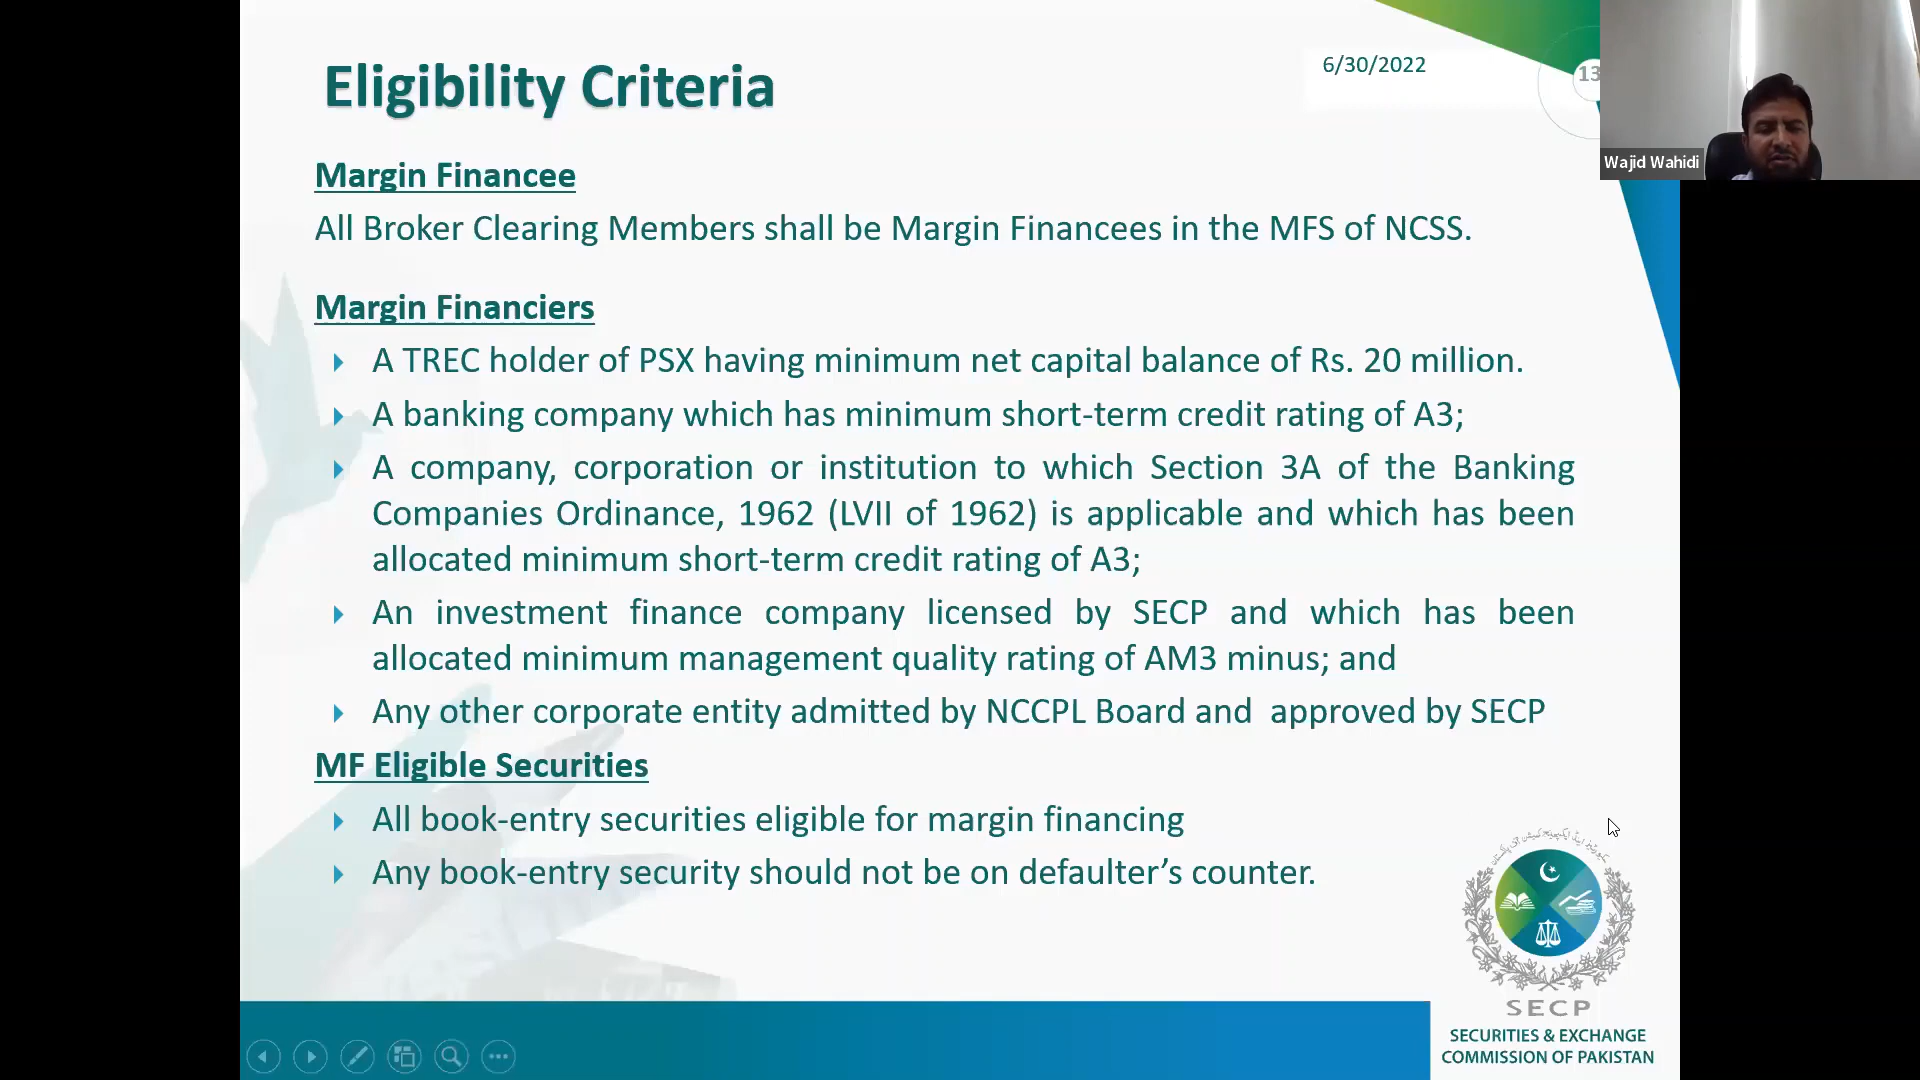 Eligibility Criteria
6/30/2022
13
Wajid Wahidi
Margin Financee
All Broker Clearing Members shall be Margin Financees in the MFS of NCSS.
Margin Financiers
A TREC holder of PSX having minimum net capital balance of Rs. 20 million.
A banking company which has minimum short-term credit rating of A3;
A company, corporation or institution to which Section 3A of the Banking
Companies Ordinance, 1962 (LVII of 1962) is applicable and which has been
allocated minimum short-term credit rating of A3;
An investment finance company licensed by SECP and which has been
allocated minimum management quality rating of AM3 minus; and
Any other corporate entity admitted by NCCPL Board and  approved by SECP
MF Eligible Securities
All book-entry securities eligible for margin financing
Any book-entry security should not be on defaulter’s counter.
SECP
SECURITIES & EXCHANGE
COMMISSION OF PAKISTAN